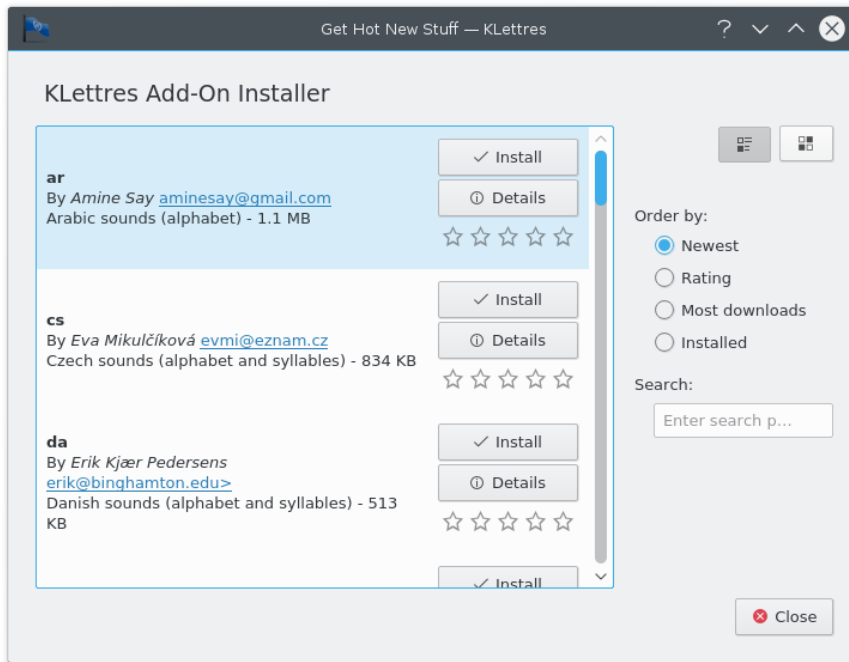 Get Hot New Stuff — KLettres
KLettres Add-On Installer
ar
By Amine Say aminesay@gmail.com
Arabic sounds (alphabet) - 1.1 MB
Install
Details
cs
By Eva Mikulčíková evmi@eznam.cz
Czech sounds (alphabet and syllables) - 834 KB
Install
Details
da
By Erik Kjær Pedersens
erik@binghamton.edu>
Danish sounds (alphabet and syllables) - 513
KB
Install
Details
Install
Order by:
Newest
Rating
Most downloads
Installed
Search:
Enter search p...
Close